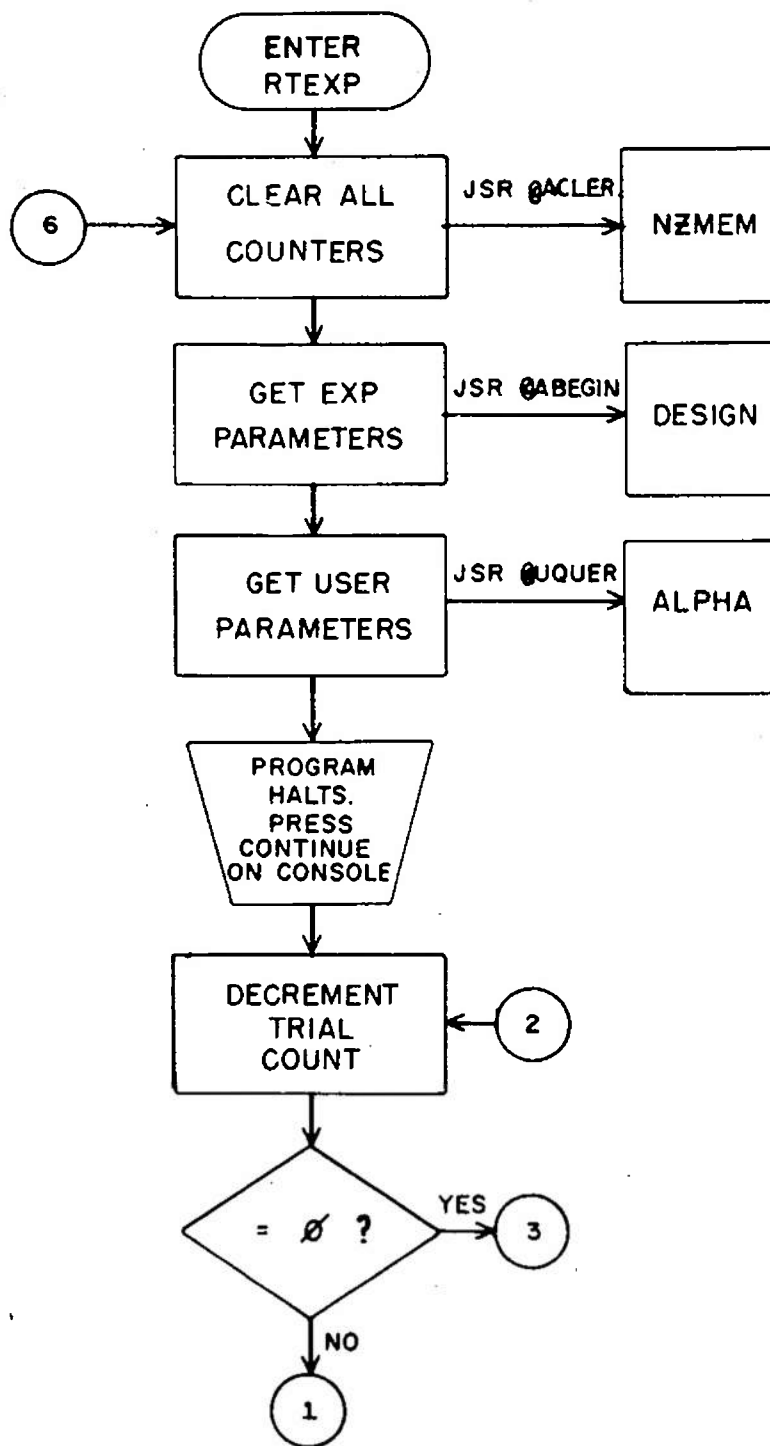 ENTER
RTEXP
6
CLEAR ALL
COUNTERS
JSR @ACLER
NZMEM
GET EXP
PARAMETERS
JSR @ABEGIN
DESIGN
GET USER
PARAMETERS
JSR @UQUER
ALPHA
PROGRAM
HALTS.
PRESS
CONTINUE
ON CONSOLE
DECREMENT
TRIAL
COUNT
2
= Ø ?
YES
3
NO
1